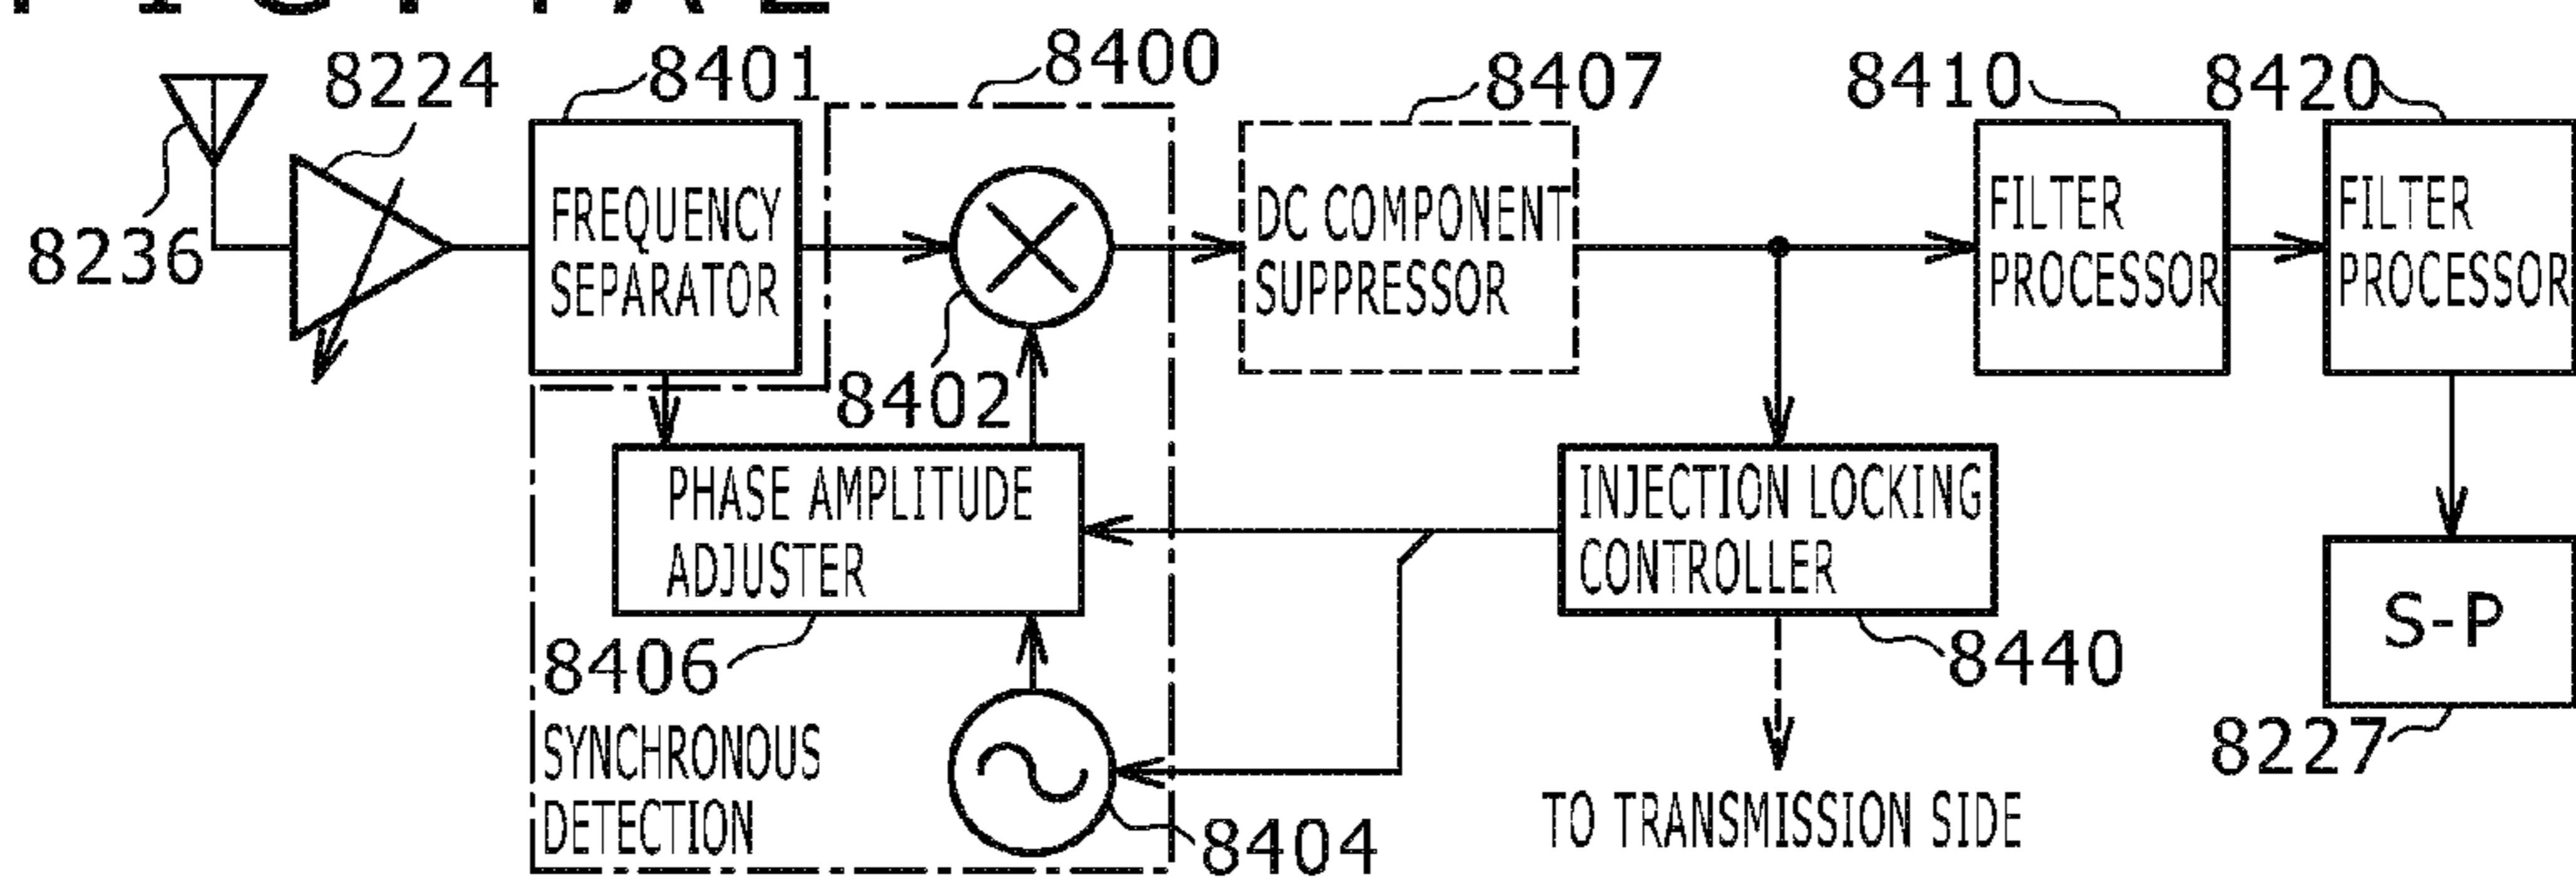 8224
8401
8400
8407
8410
8420
8236
FREQUENCY
SEPARATOR
DC COMPONENT
SUPPRESSOR
FILTER
PROCESSOR
FILTER
PROCESSOR
8402
PHASE AMPLITUDE
ADJUSTER
INJECTION LOCKING
CONTROLLER
8406
8440
S-P
8227
SYNCHRONOUS
DETECTION
8404
TO TRANSMISSION SIDE